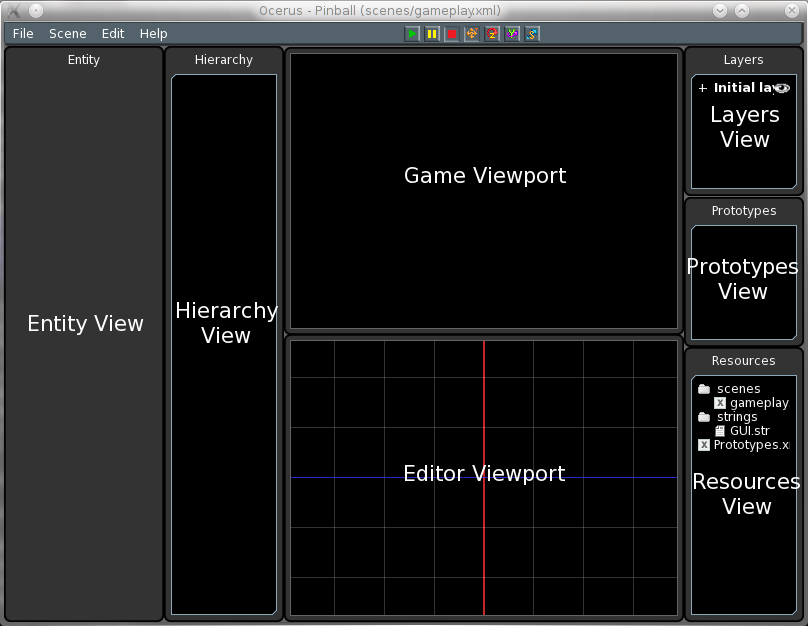 Ocerus - Pinball (scenes/gameplay.xml)
File Scene Edit Help
Entity
Entity View
Hierarchy
Hierarchy
View
Game Viewport
Editor Viewport
Layers
+ Initial lay
Layers
View
Prototypes
Prototypes
View
Resources
scenes
gameplay
strings
GUI.str
Prototypes.x
Resources
View